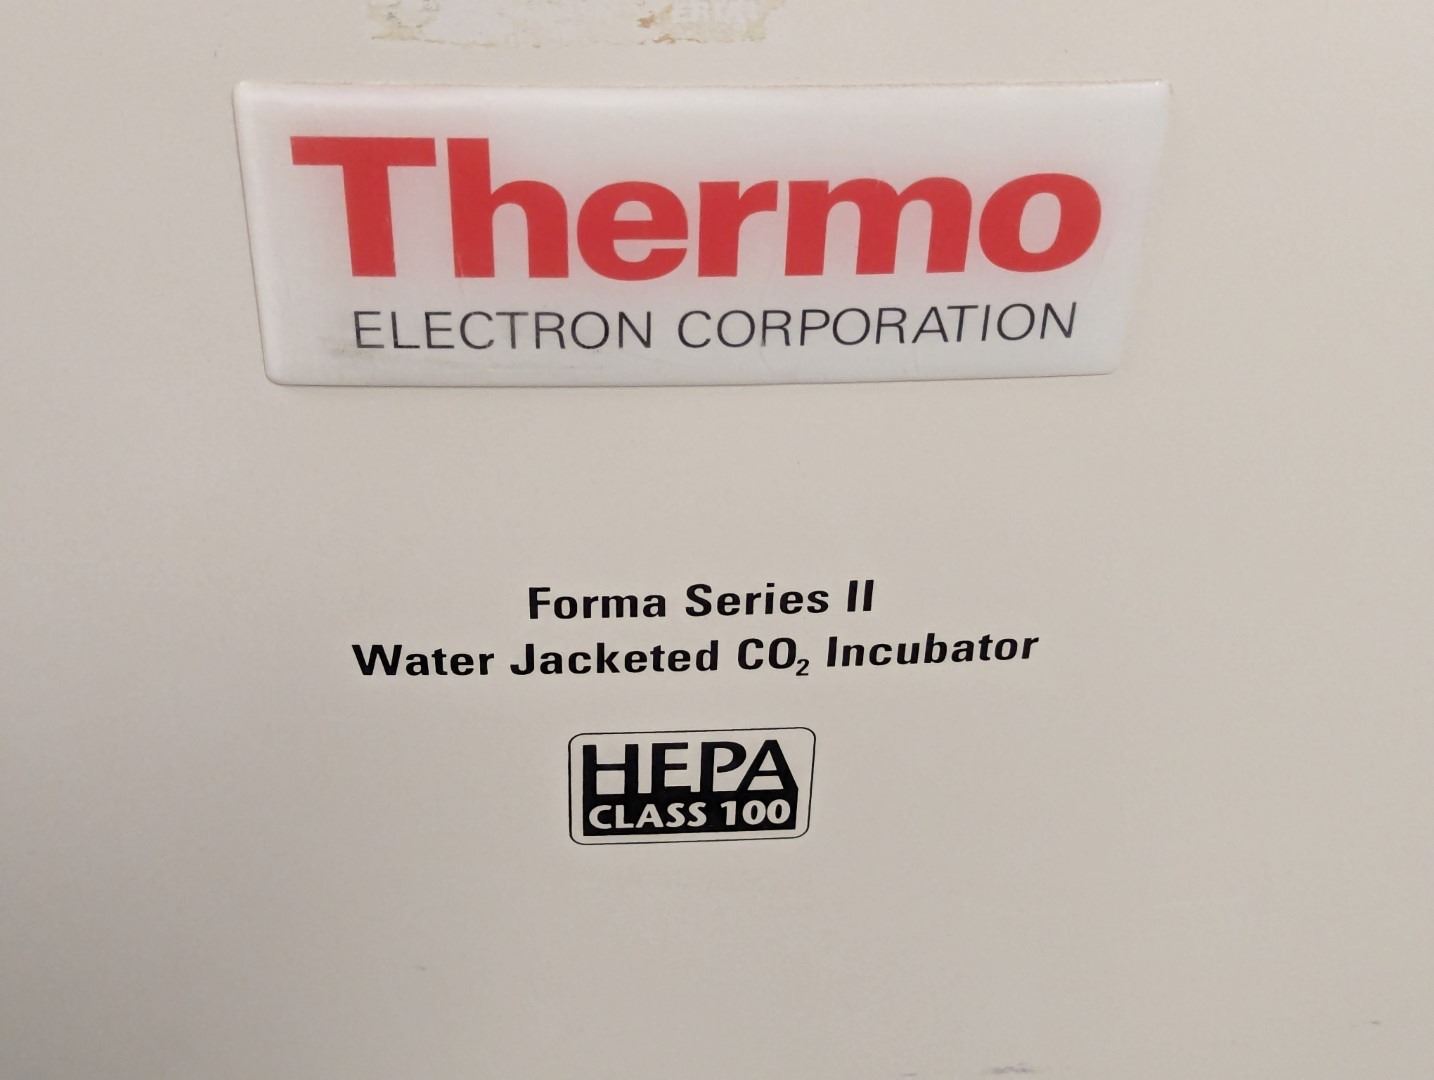 Thermo
ELECTRON CORPORATION
Forma Series II
Water Jacketed CO₂ Incubator
HEPA
CLASS 100